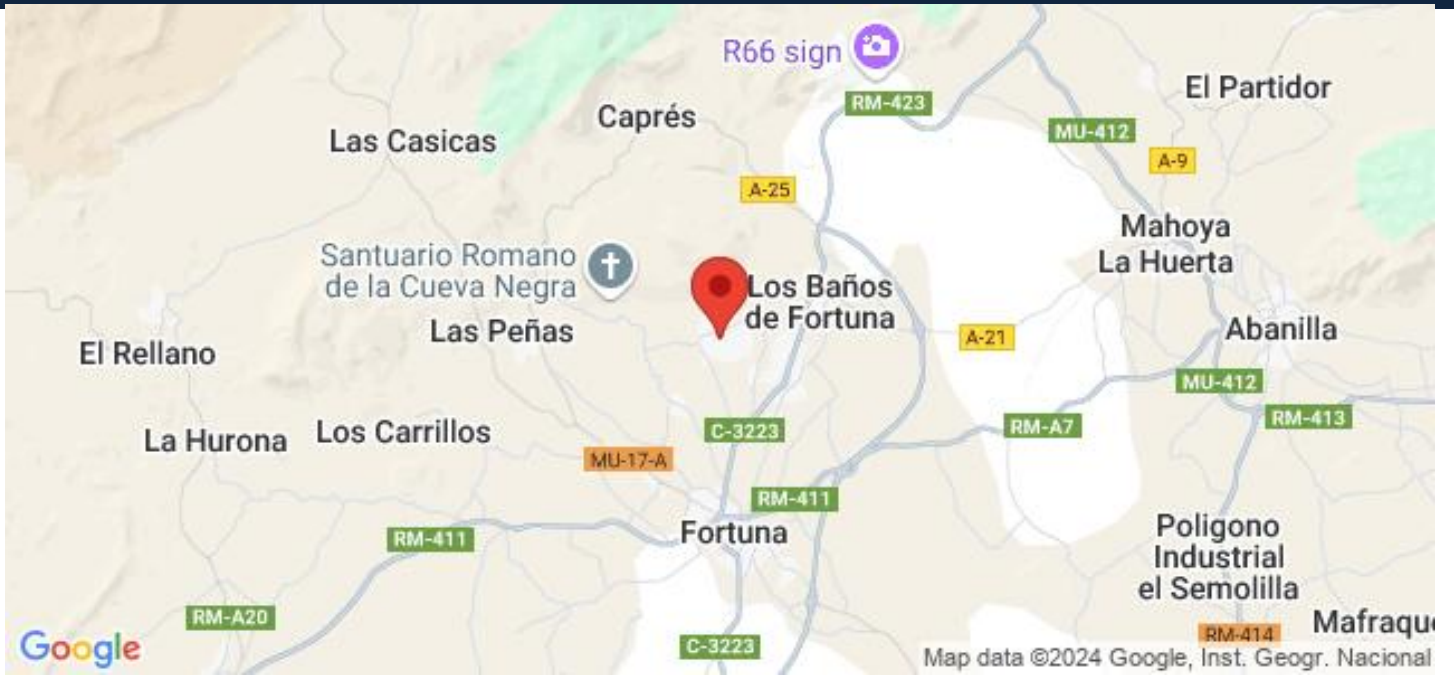 R66 sign
El Partidor
RM-423
Caprés
MU-412
Las Casicas
A-9
A-25
Mahoya
La Huerta
Santuario Romano
de la Cueva Negra
Los Baños
de Fortuna
Las Peñas
A-21
Abanilla
El Rellano
MU-412
RM-413
RM-A7
C-3223
Los Carrillos
La Hurona
MU-17-A
RM-411
Fortuna
RM-411
Poligono
Industrial
el Semolilla
RM-A20
Mafraque
RM-414
C-3223
Google
Map data ©2024 Google, Inst. Geogr. Nacional